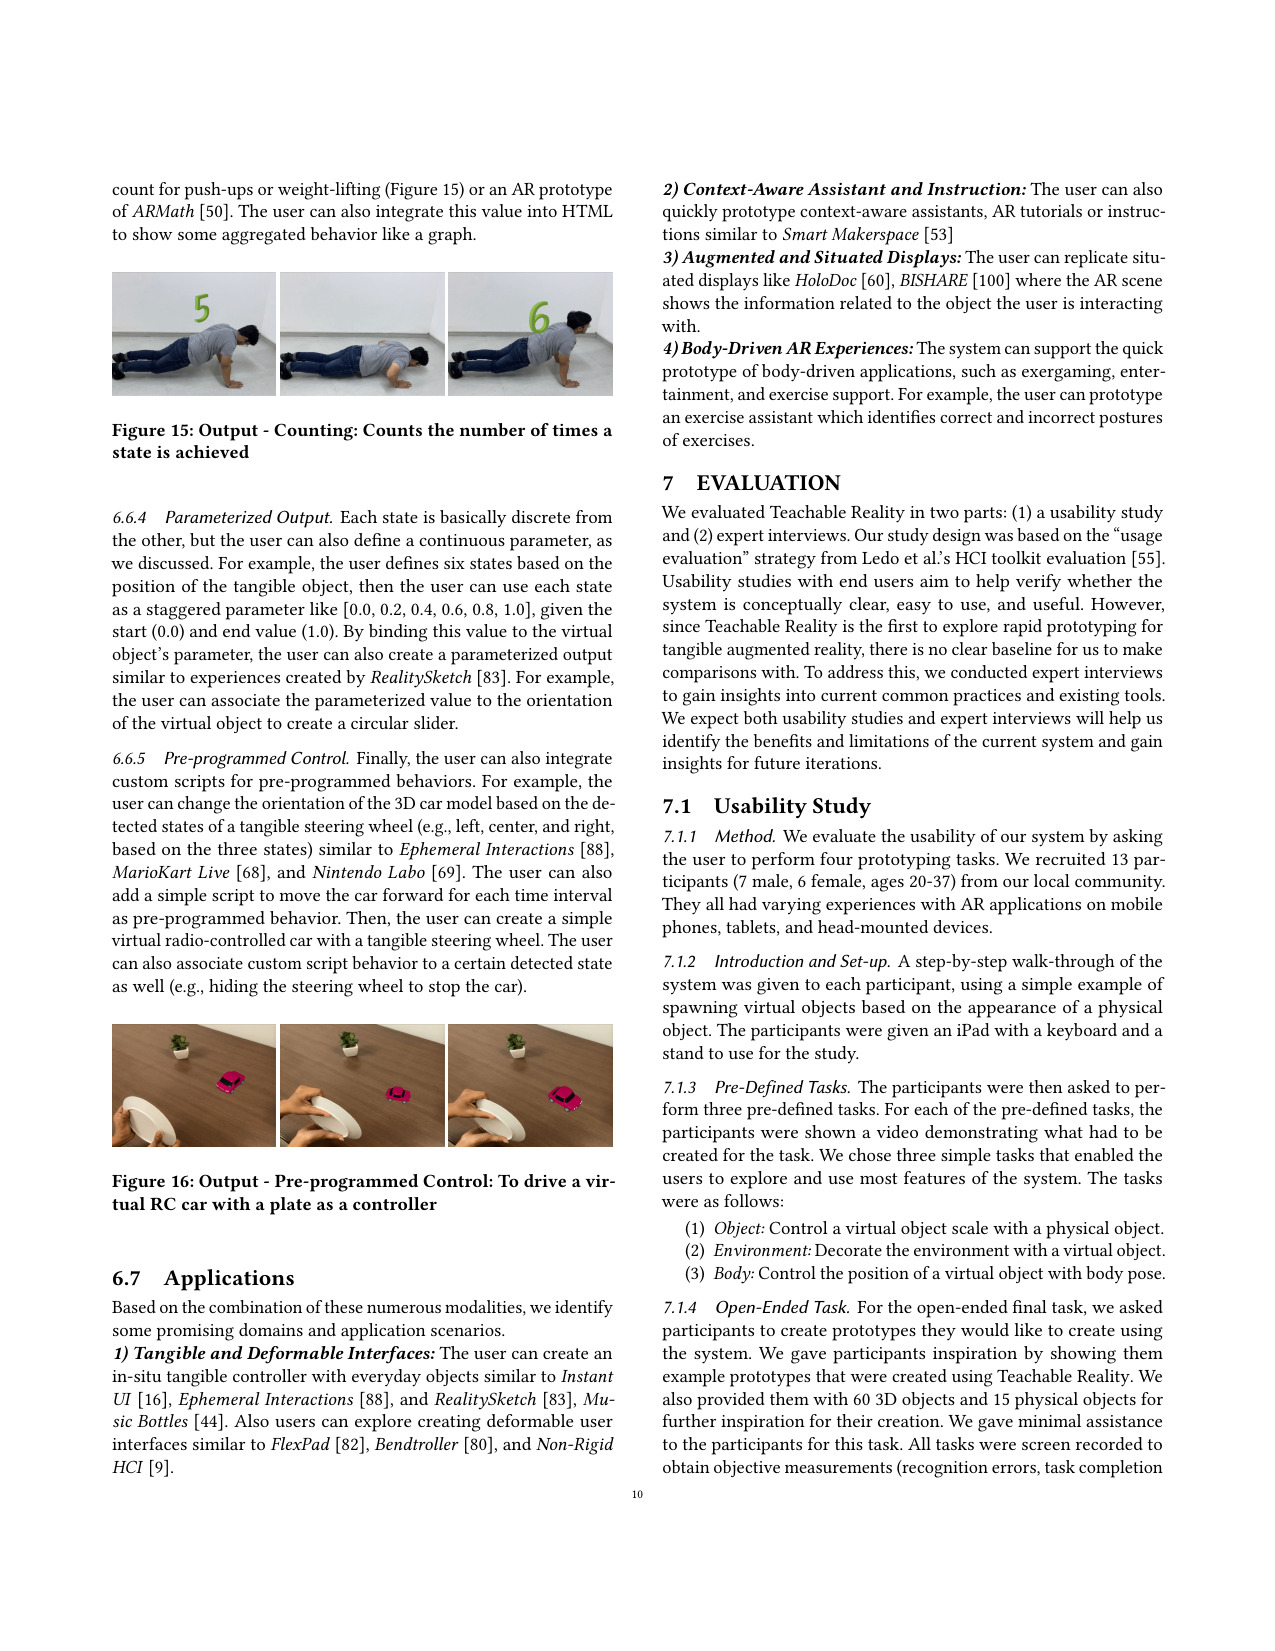 count for push-ups or weight-lifting (Figure 15) or an AR prototype
of ARMath [50]. The user can also integrate this value into HTML
to show some aggregated behavior like a graph.
5
6
Figure 15: Output - Counting: Counts the number of times a
state is achieved
6.6.4 Parameterized Output. Each state is basically discrete from
the other, but the user can also define a continuous parameter, as
we discussed. For example, the user defines six states based on the
position of the tangible object, then the user can use each state
as a staggered parameter like [0.0, 0.2, 0.4, 0.6, 0.8, 1.0], given the
start (0.0) and end value (1.0). By binding this value to the virtual
object's parameter, the user can also create a parameterized output
similar to experiences created by RealitySketch [83]. For example,
the user can associate the parameterized value to the orientation
of the virtual object to create a circular slider.
6.6.5 Pre-programmed Control. Finally, the user can also integrate
custom scripts for pre-programmed behaviors. For example, the
user can change the orientation of the 3D car model based on the de-
tected states of a tangible steering wheel (e.g., left, center, and right,
based on the three states) similar to Ephemeral Interactions [88],
MarioKart Live [68], and Nintendo Labo [69]. The user can also
add a simple script to move the car forward for each time interval
as pre-programmed behavior. Then, the user can create a simple
virtual radio-controlled car with a tangible steering wheel. The user
can also associate custom script behavior to a certain detected state
as well (e.g., hiding the steering wheel to stop the car).
Figure 16: Output - Pre-programmed Control: To drive a vir-
tual RC car with a plate as a controller
6.7 Applications
Based on the combination of these numerous modalities, we identify
some promising domains and application scenarios.
1) Tangible and Deformable Interfaces: The user can create an
in-situ tangible controller with everyday objects similar to Instant
UI [16], Ephemeral Interactions [88], and RealitySketch [83], Mu-
sic Bottles [44]. Also users can explore creating deformable user
interfaces similar to FlexPad [82], Bendtroller [80], and Non-Rigid
HCI [9].
2) Context-Aware Assistant and Instruction: The user can also
quickly prototype context-aware assistants, AR tutorials or instruc-
tions similar to Smart Makerspace [53]
3) Augmented and Situated Displays: The user can replicate situ-
ated displays like HoloDoc [60], BISHARE [100] where the AR scene
shows the information related to the object the user is interacting
with.
4) Body-Driven AR Experiences: The system can support the quick
prototype of body-driven applications, such as exergaming, enter-
tainment, and exercise support. For example, the user can prototype
an exercise assistant which identifies correct and incorrect postures
of exercises.
7 EVALUATION
We evaluated Teachable Reality in two parts: (1) a usability study
and (2) expert interviews. Our study design was based on the “usage
evaluation” strategy from Ledo et al.'s HCI toolkit evaluation [55].
Usability studies with end users aim to help verify whether the
system is conceptually clear, easy to use, and useful. However,
since Teachable Reality is the first to explore rapid prototyping for
tangible augmented reality, there is no clear baseline for us to make
comparisons with. To address this, we conducted expert interviews
to gain insights into current common practices and existing tools.
We expect both usability studies and expert interviews will help us
identify the benefits and limitations of the current system and gain
insights for future iterations.
7.1 Usability Study
7.1.1 Method. We evaluate the usability of our system by asking
the user to perform four prototyping tasks. We recruited 13 par-
ticipants (7 male, 6 female, ages 20-37) from our local community.
They all had varying experiences with AR applications on mobile
phones, tablets, and head-mounted devices.
7.1.2 Introduction and Set-up. A step-by-step walk-through of the
system was given to each participant, using a simple example of
spawning virtual objects based on the appearance of a physical
object. The participants were given an iPad with a keyboard and a
stand to use for the study.
7.1.3 Pre-Defined Tasks. The participants were then asked to per-
form three pre-defined tasks. For each of the pre-defined tasks, the
participants were shown a video demonstrating what had to be
created for the task. We chose three simple tasks that enabled the
users to explore and use most features of the system. The tasks
were as follows:
(1) Object: Control a virtual object scale with a physical object.
(2) Environment: Decorate the environment with a virtual object.
(3) Body: Control the position of a virtual object with body pose.
7.1.4 Open-Ended Task. For the open-ended final task, we asked
participants to create prototypes they would like to create using
the system. We gave participants inspiration by showing them
example prototypes that were created using Teachable Reality. We
also provided them with 60 3D objects and 15 physical objects for
further inspiration for their creation. We gave minimal assistance
to the participants for this task. All tasks were screen recorded to
obtain objective measurements (recognition errors, task completion
10